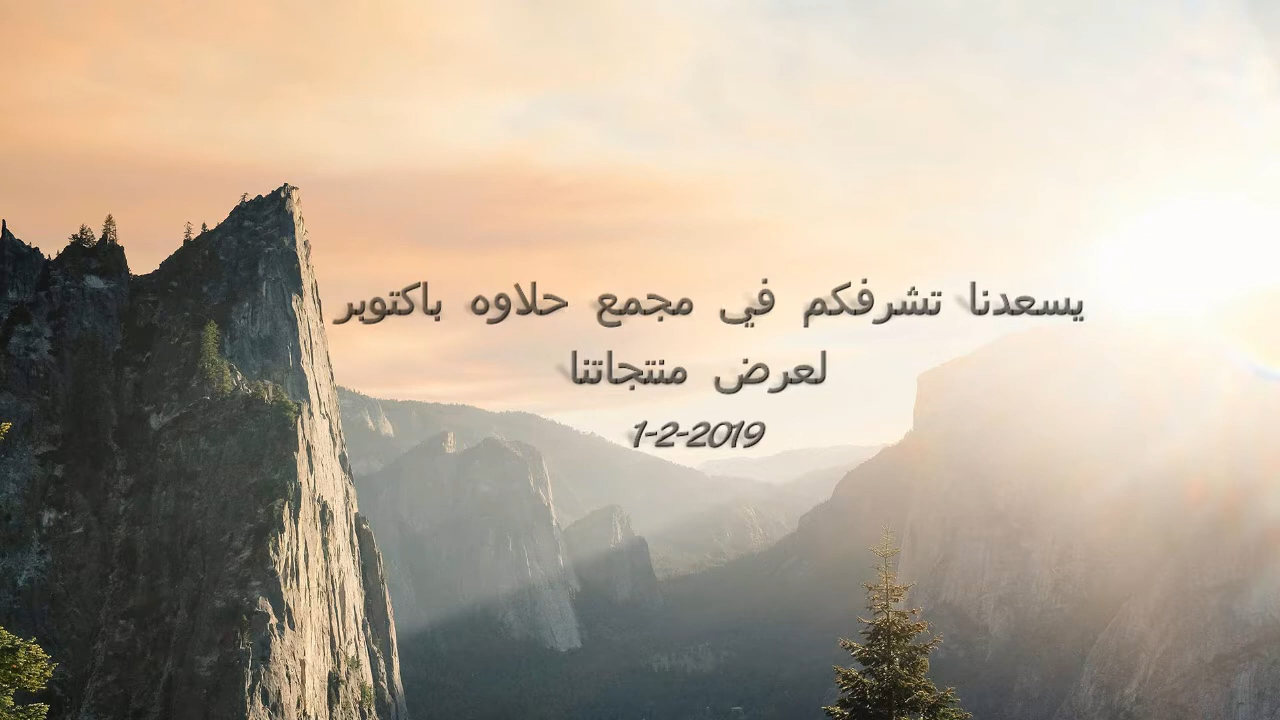 يسعدنا تشرفكم في مجمع حلاوه باكتوبر
لعرض منتجاتنا
1-2-2019